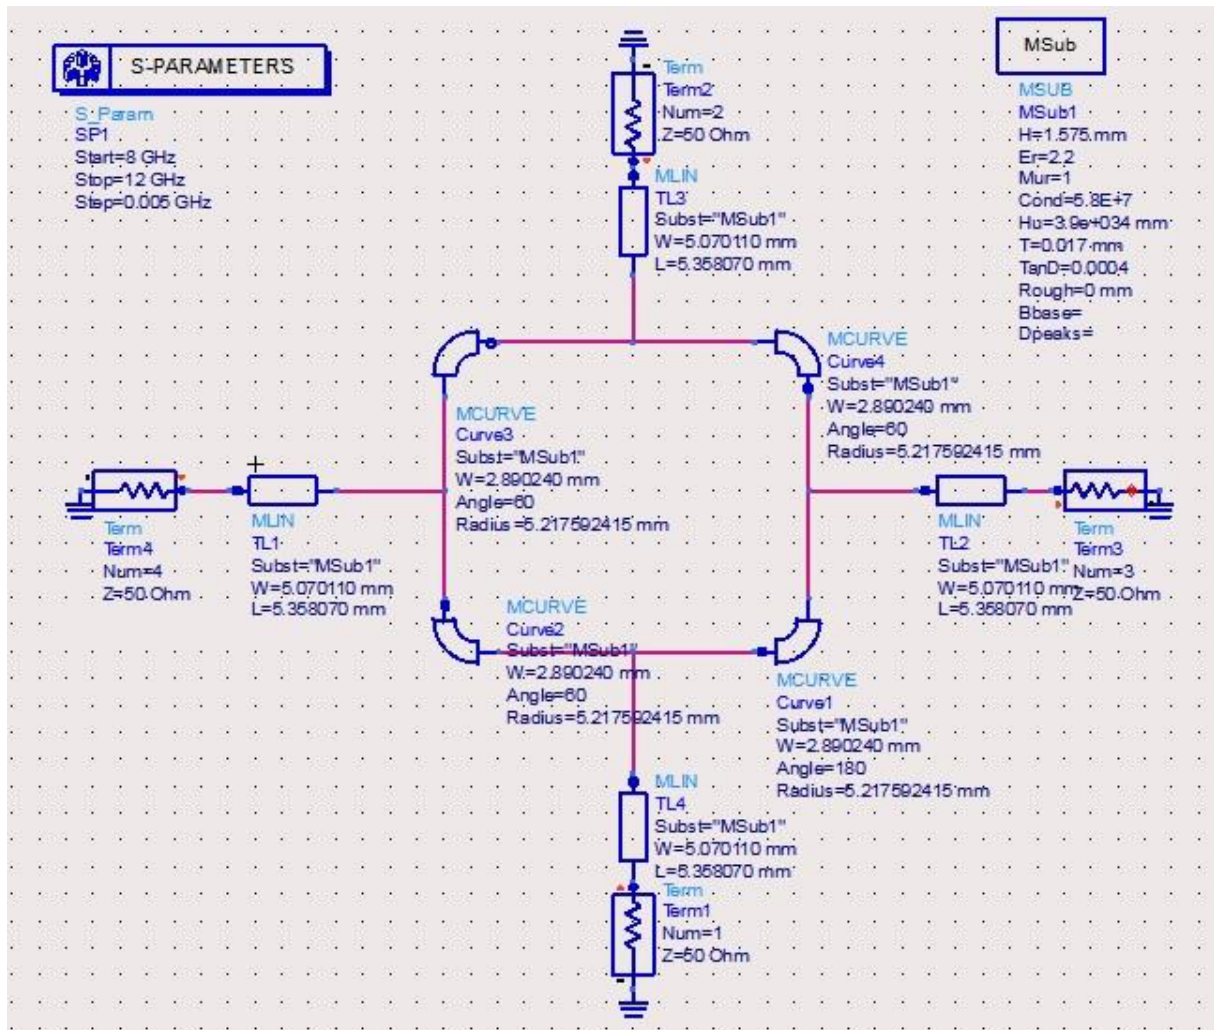 S-PARAMETERS
S_Param
SP1
Start=8 GHz
Stop=12 GHz
Step=0.005 GHz
Term
Term2
Num=2
Z=50 Ohm
MLIN
TL3
Subst="MSub1"
W=5.070110 mm
L=5.358070 mm
MSub
MSUB
MSub1
H=1.575 mm
Er=2.2
Mur=1
Cond=5.8E+7
Hu=3.9e+034 mm
T=0.017 mm
TanD=0.0004
Rough=0 mm
Bbase=
Dpeaks=
MCURVE
Curve4
Subst="MSub1"
W=2.890240 mm
Angle=60
Radius=5.217592415 mm
MCURVE
Curve3
Subst="MSub1"
W=2.890240 mm
Angle=60
Radius=5.217592415 mm
Term
Term4
Num=4
Z=50 Ohm
MLIN
TL1
Subst="MSub1"
W=5.070110 mm
L=5.358070 mm
MLIN
TL2
Subst="MSub1"
W=5.070110 mm
L=5.358070 mm
Term
Term3
Num=3
Z=50 Ohm
MCURVE
Curve2
Subst="MSub1"
W=2.890240 mm
Angle=60
Radius=5.217592415 mm
MCURVE
Curve1
Subst="MSub1"
W=2.890240 mm
Angle=180
Radius=5.217592415 mm
MLIN
TL4
Subst="MSub1"
W=5.070110 mm
L=5.358070 mm
Term
Term1
Num=1
Z=50 Ohm